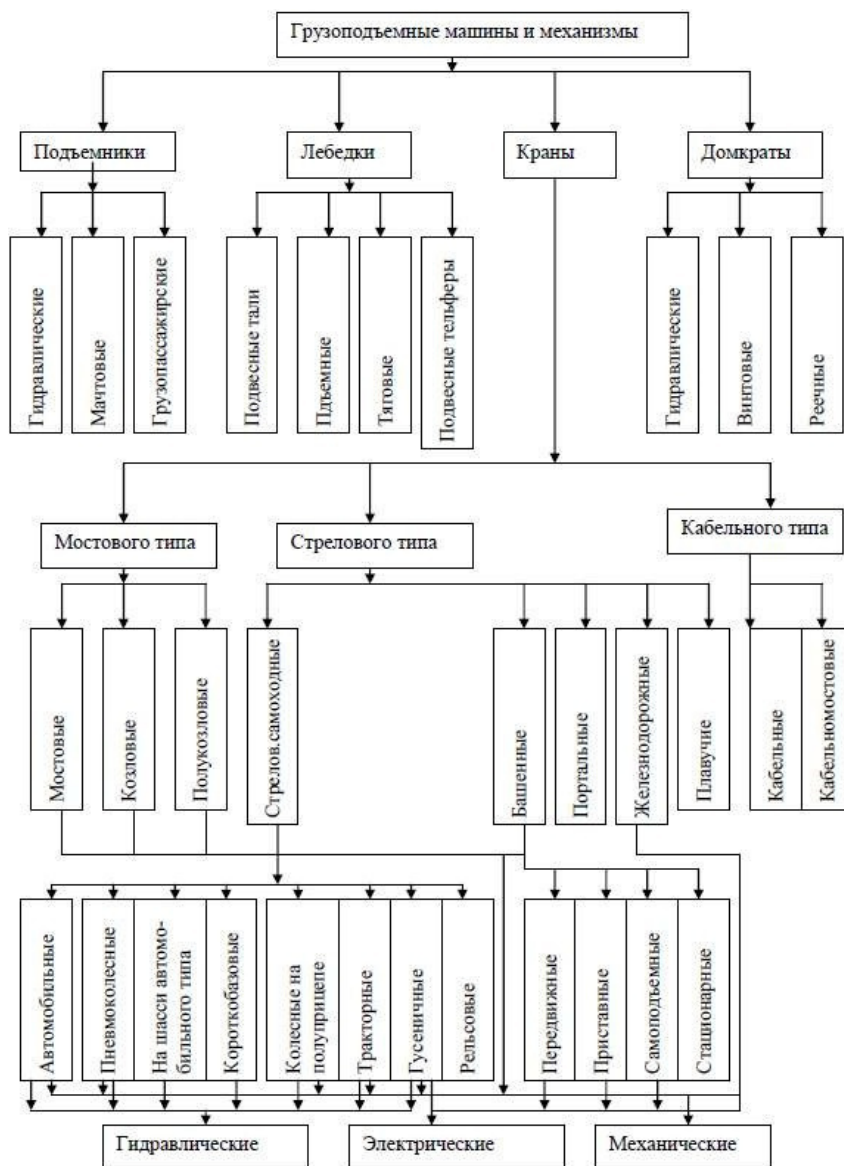 Грузоподъемные машины и механизмы
Подъемники
Лебедки
Краны
Домкраты
Гидравлические
Мачтовые
Грузопассажирские
Подвесные тали
Пдъемные
Тяговые
Подвесные тельферы
Гидравлические
Винтовые
Реечные
Мостового типа
Стрелового типа
Кабельного типа
Мостовые
Козловые
Полукозловые
Стрелов.самоходные
Башенные
Портальные
Железнодорожные
Плавучие
Кабельные
Кабельномостовые
Автомобильные
Пневмоколесные
На шасси автомо-
бильного типа
Короткобазовые
Колесные на
полуприцепе
Тракторные
Гусеничные
Рельсовые
Передвижные
Приставные
Самоподъемные
Стационарные
Гидравлические
Электрические
Механические